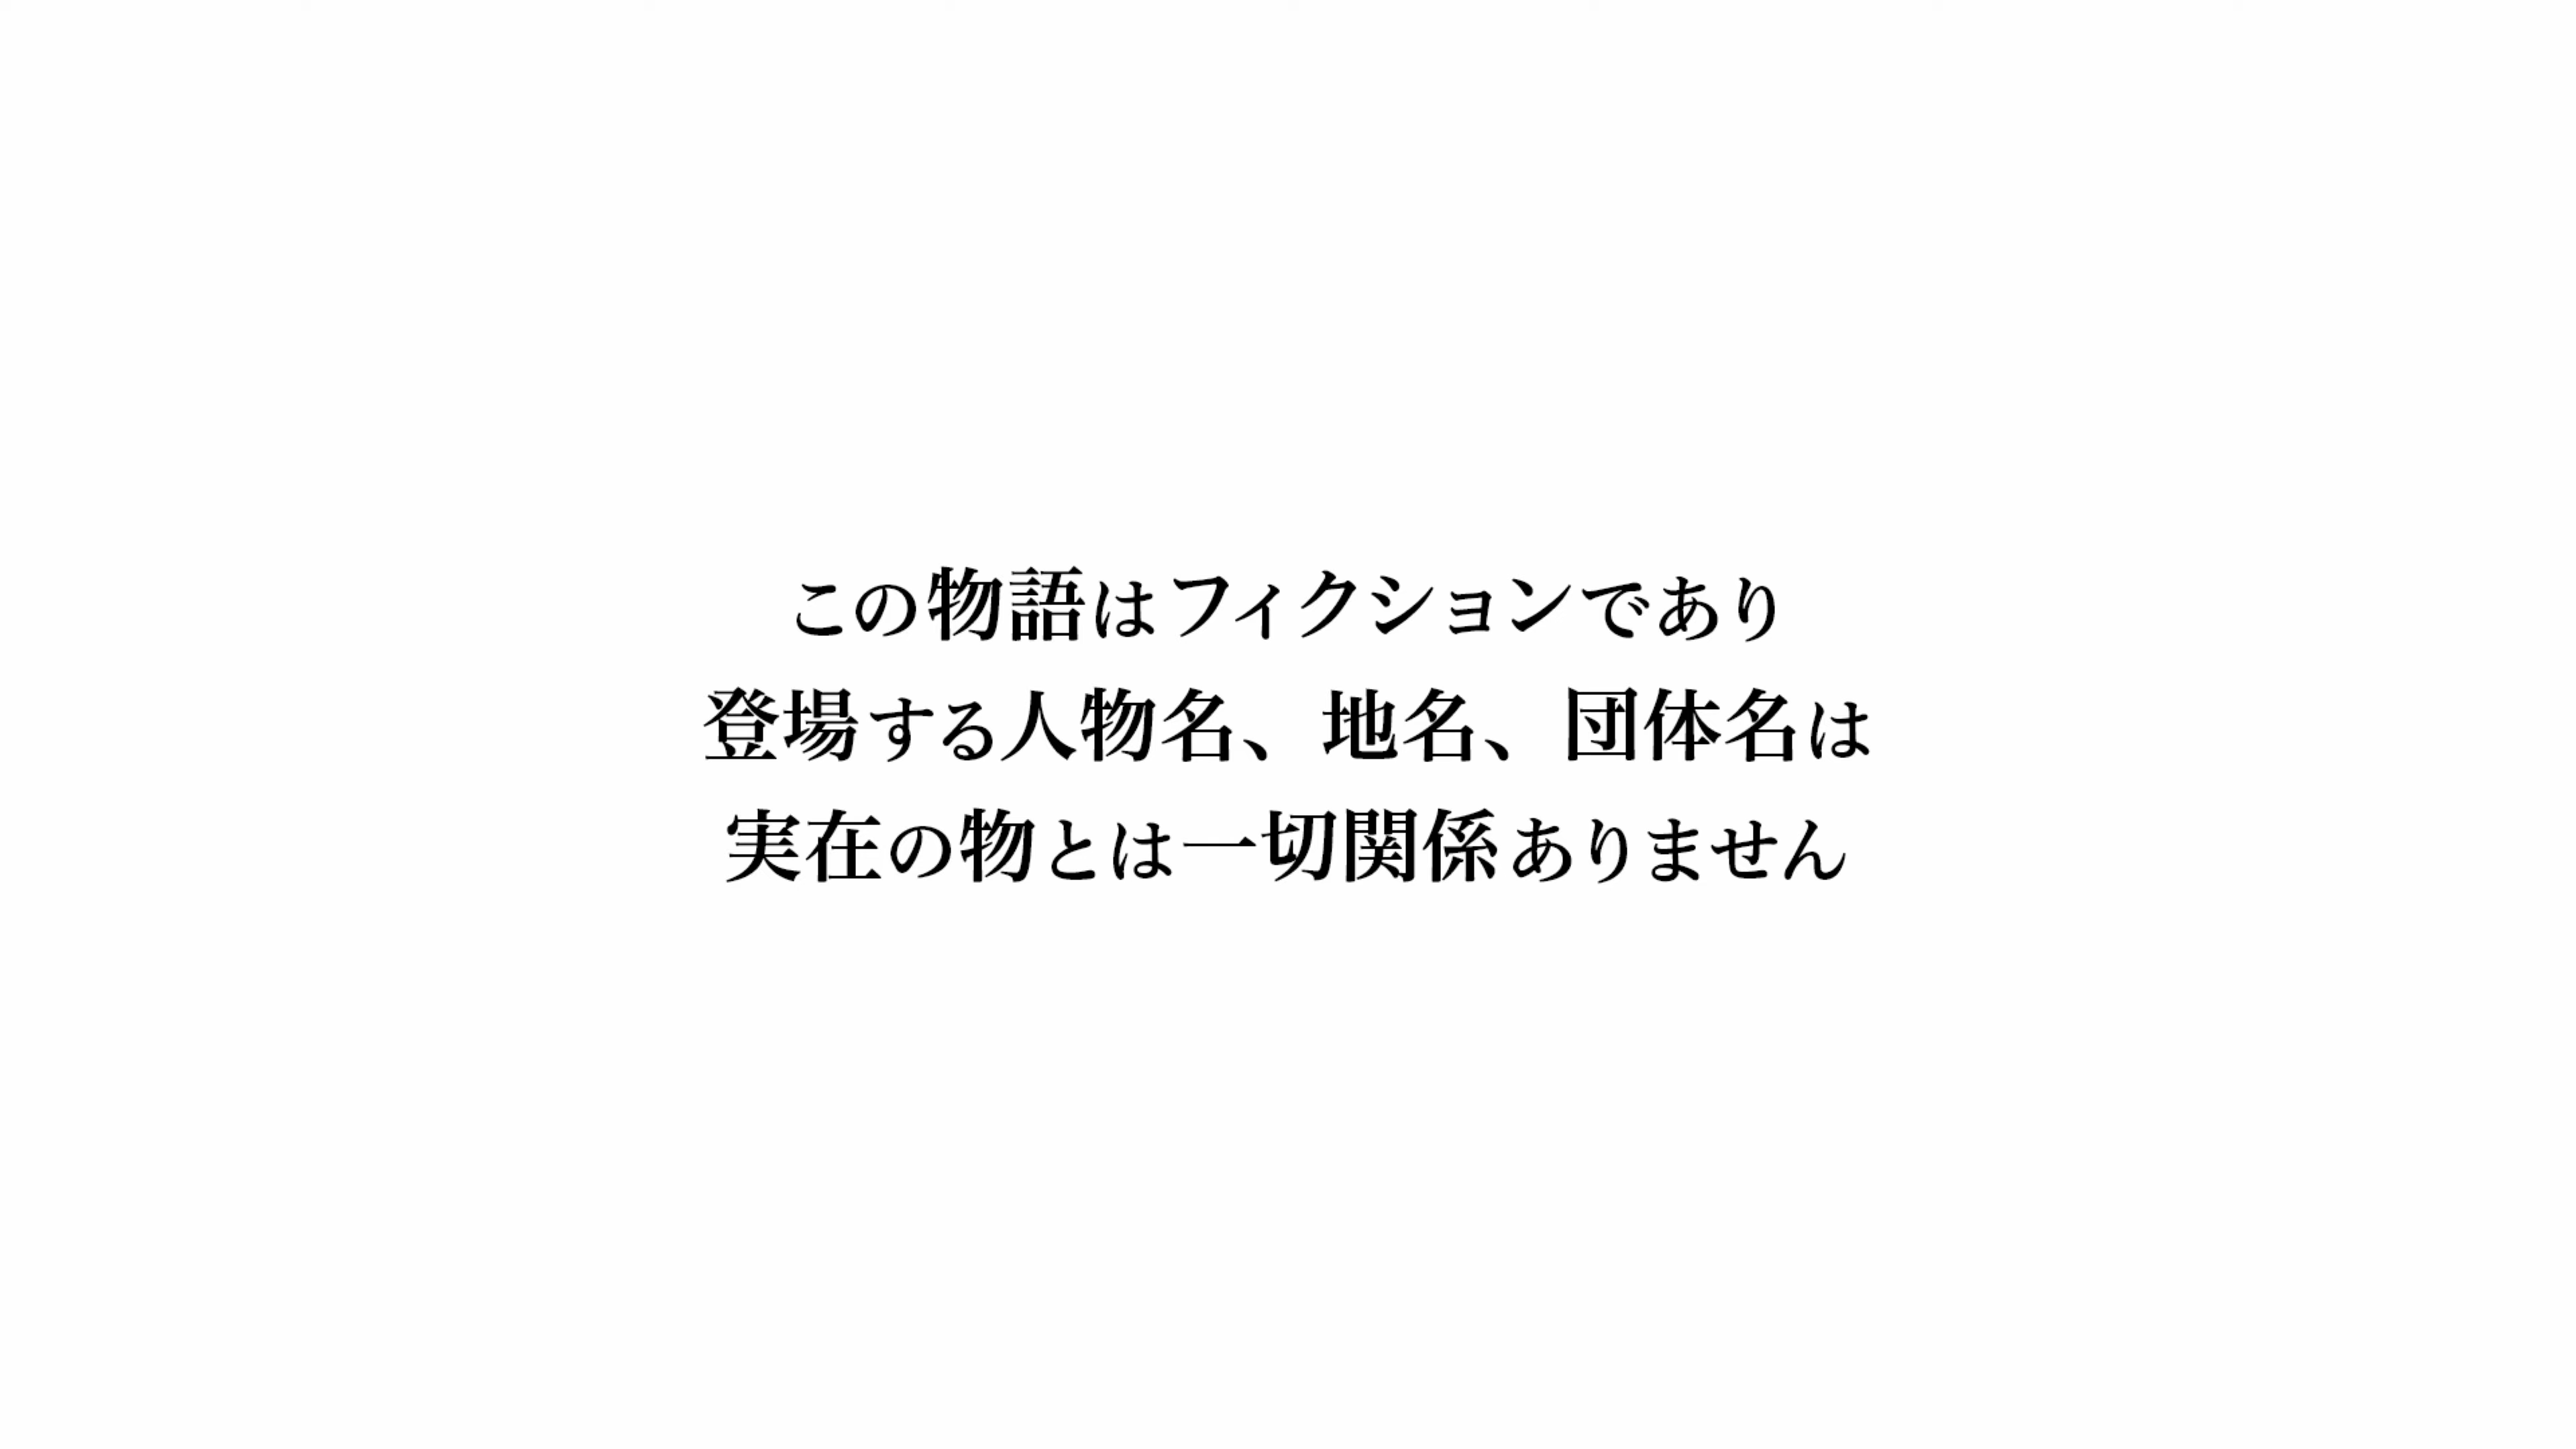 この物語はフィクションであり
登場する人物名、地名、団体名は
実在の物とは一切関係ありません